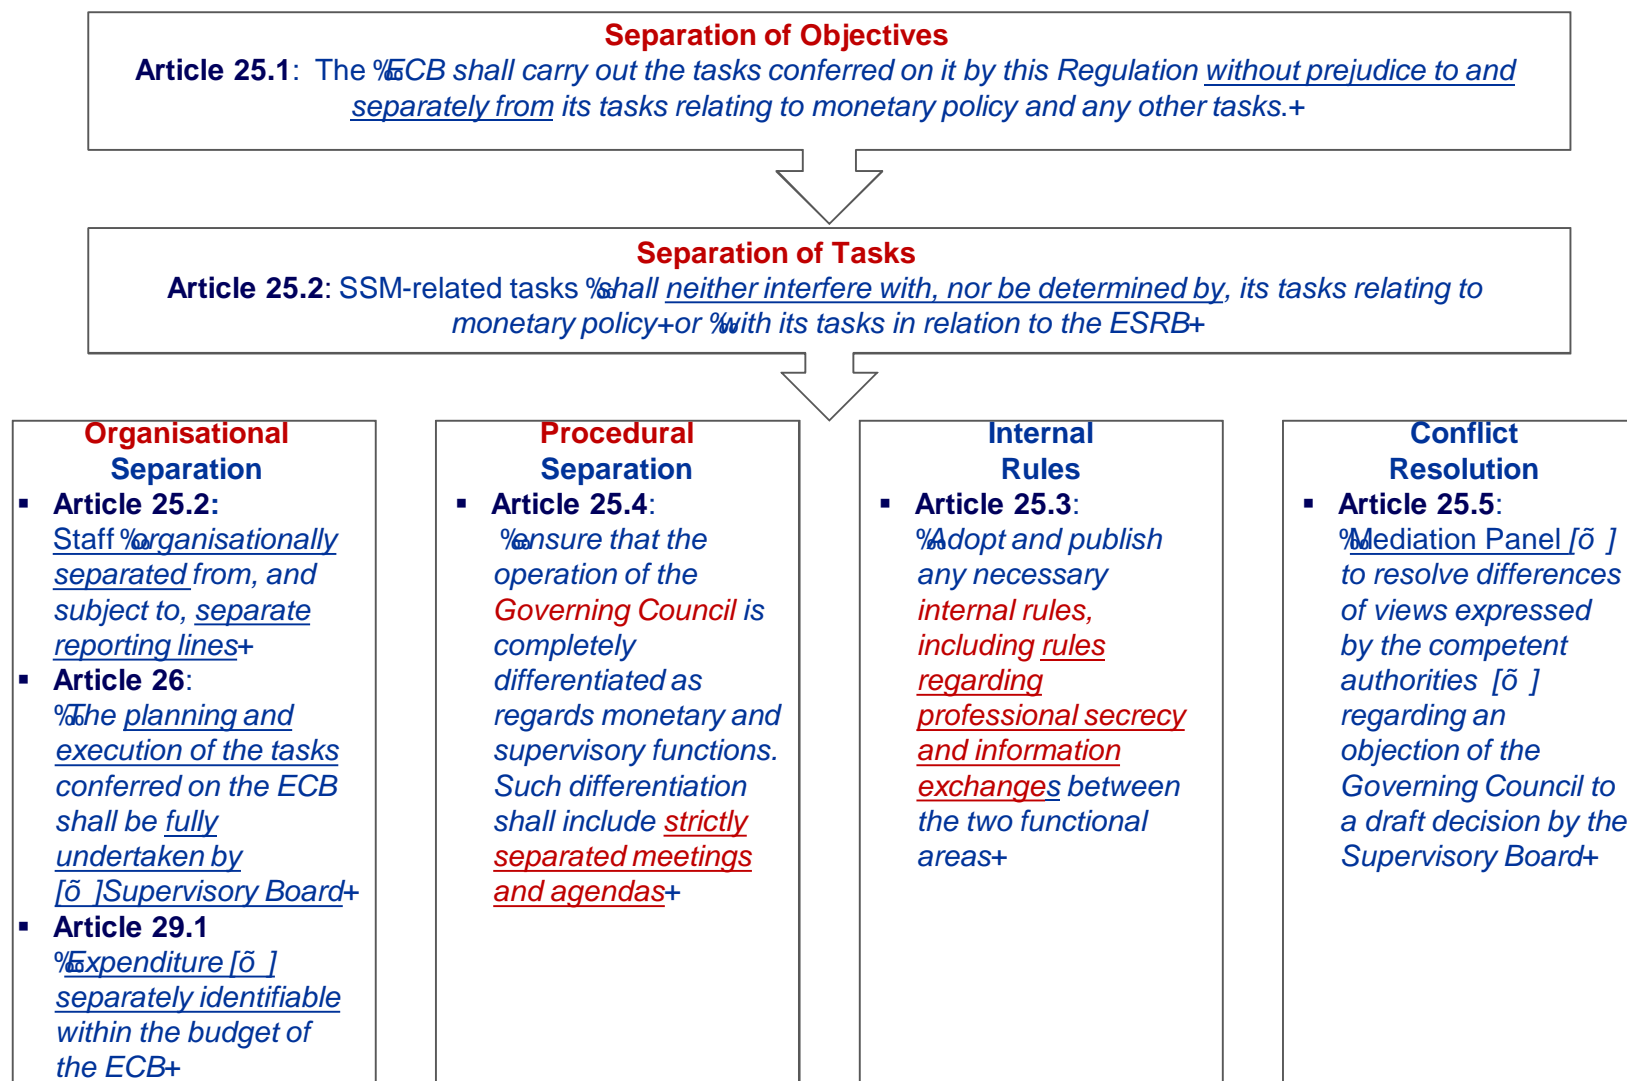 Separation of Objectives
Article 25.1: The ‰ECB shall carry out the tasks conferred on it by this Regulation without prejudice to and
separately from its tasks relating to monetary policy and any other tasks.+
Separation of Tasks
Article 25.2: SSM-related tasks ‰shall neither interfere with, nor be determined by, its tasks relating to
monetary policy+or ‰with its tasks in relation to the ESRB+
Organisational
Separation
▪ Article 25.2:
Staff ‰organisationally
separated from, and
subject to, separate
reporting lines+
▪ Article 26:
‰The planning and
execution of the tasks
conferred on the ECB
shall be fully
undertaken by
[õ ]Supervisory Board+
▪ Article 29.1
‰Expenditure [õ ]
separately identifiable
within the budget of
the ECB+
Procedural
Separation
▪ Article 25.4:
‰ensure that the
operation of the
Governing Council is
completely
differentiated as
regards monetary and
supervisory functions.
Such differentiation
shall include strictly
separated meetings
and agendas+
Internal
Rules
▪ Article 25.3:
‰Adopt and publish
any necessary
internal rules,
including rules
regarding
professional secrecy
and information
exchanges between
the two functional
areas+
Conflict
Resolution
▪ Article 25.5:
‰Mediation Panel [õ ]
to resolve differences
of views expressed
by the competent
authorities [õ ]
regarding an
objection of the
Governing Council to
a draft decision by the
Supervisory Board+